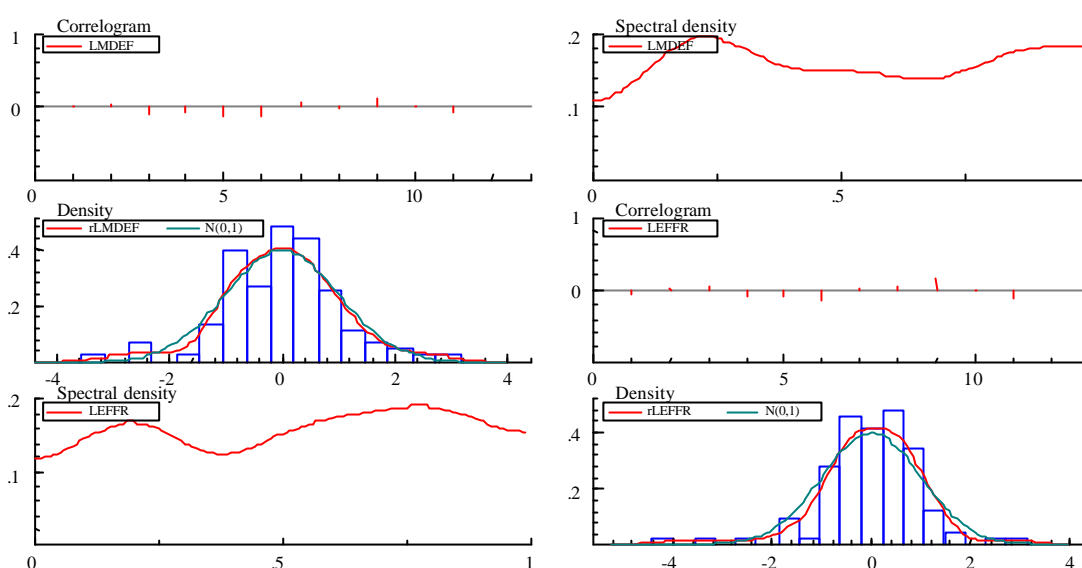 Correlogram
1
LMDEF
0
0 5 10
Spectral density
.2
LMDEF
.1
0 .5
Density
rLMDEF N(0,1)
.4
.2
-4 -2 0 2 4
Correlogram
1
LEFFR
0
0 5 10
Spectral density
.2
LEFFR
.1
0 .5 1
Density
rLEFFR N(0,1)
.4
.2
-4 -2 0 2 4